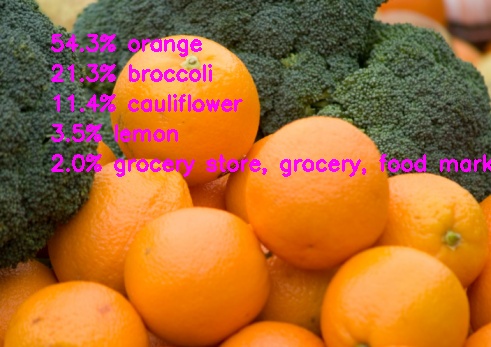 54.3% orange
21.3% broccoli
11.4% cauliflower
3.5% lemon
2.0% grocery store, grocery, food mark